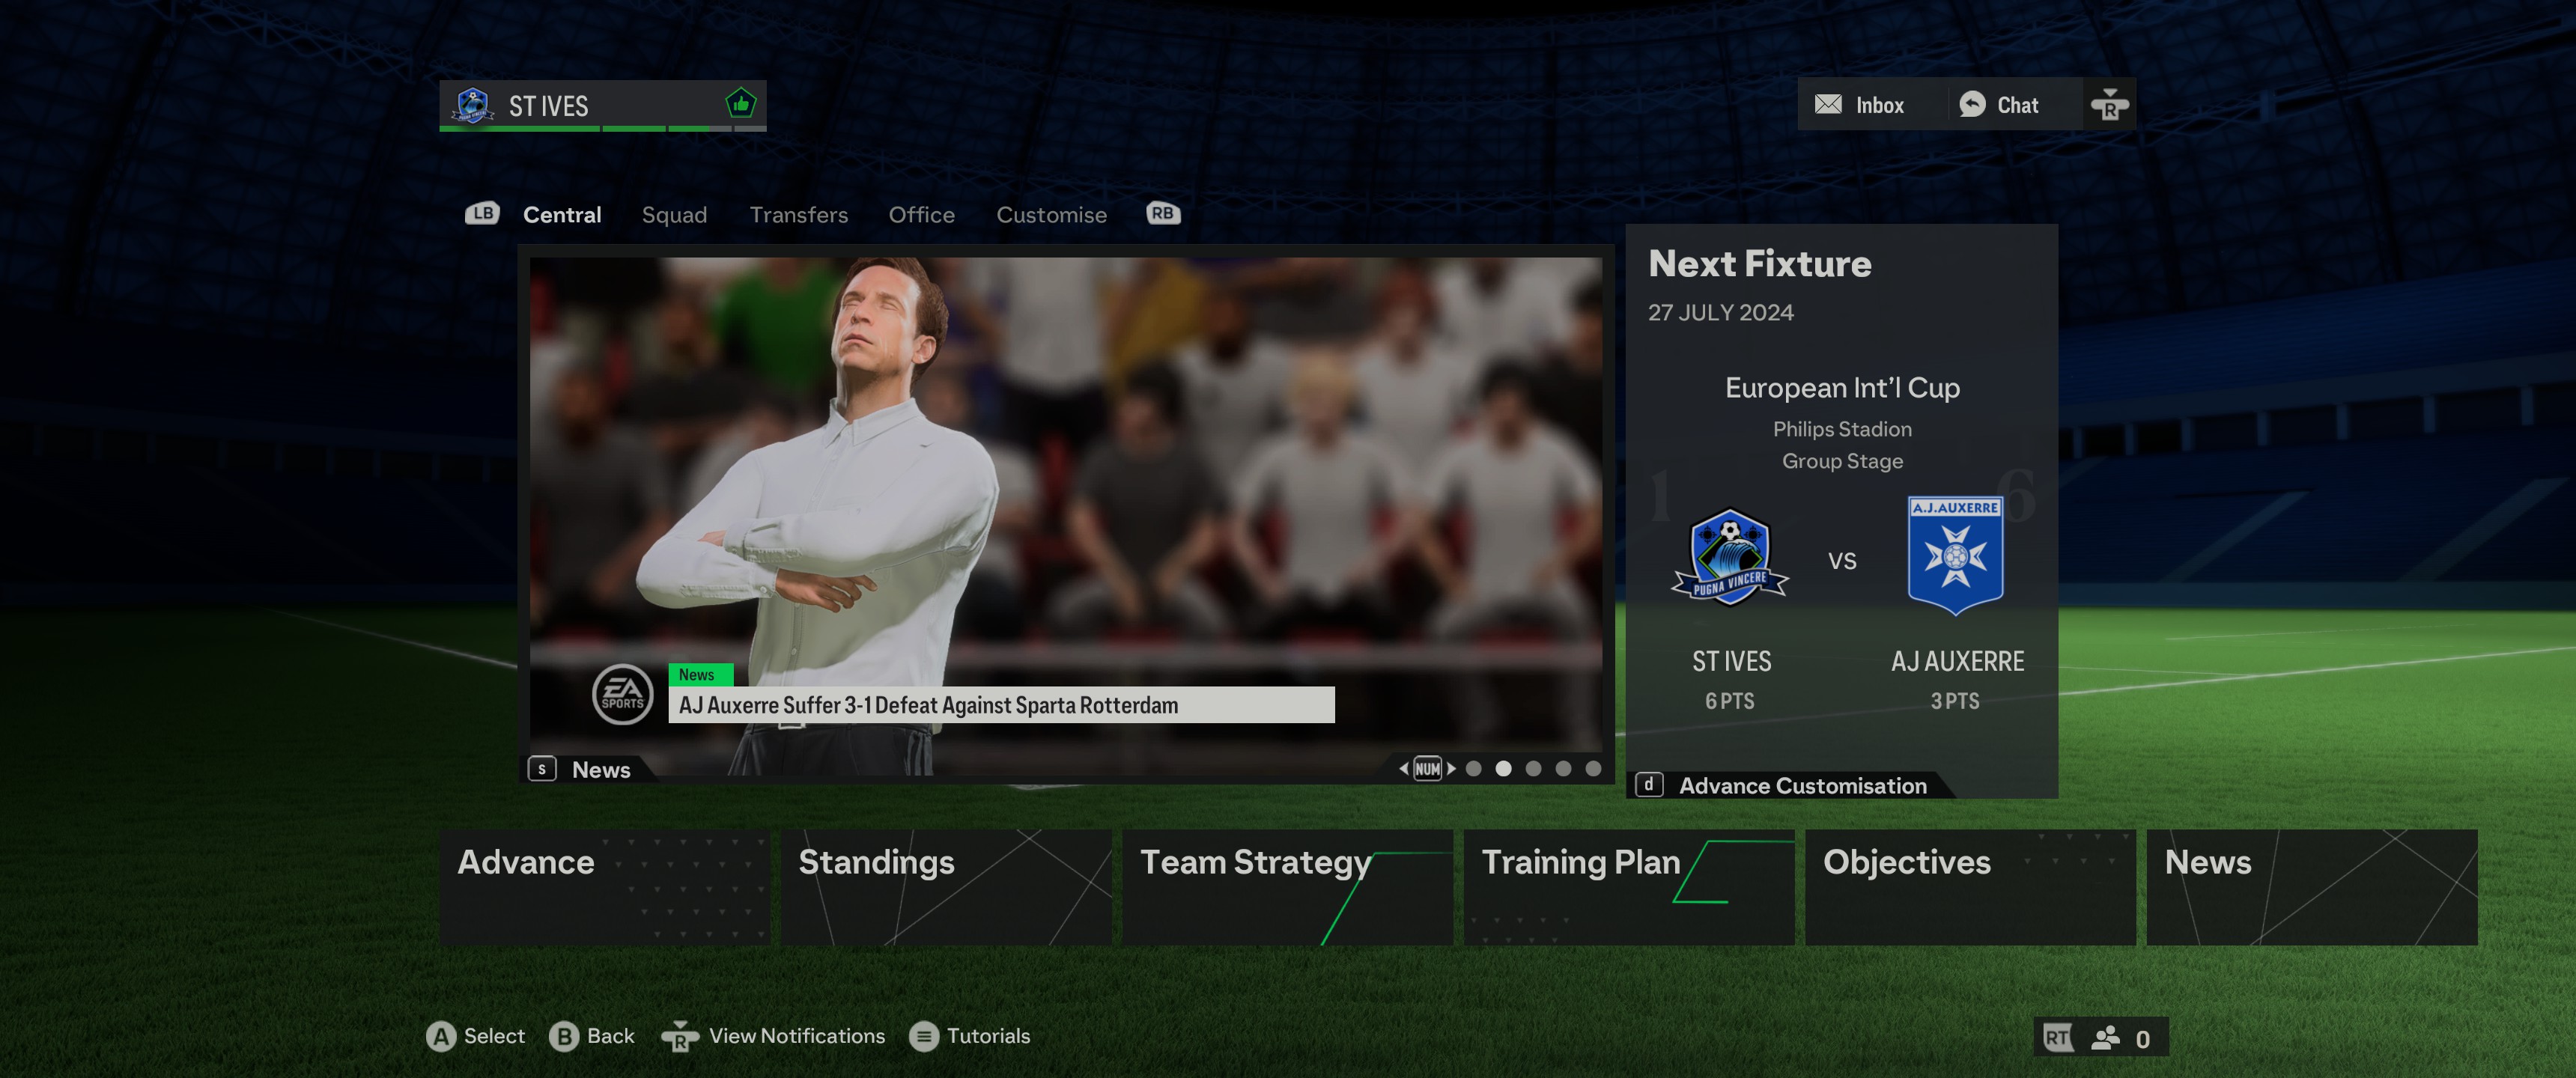 ST IVES
Inbox
Chat
R
LB
Central
Squad
Transfers
Office
Customise
RB
Next Fixture
27 JULY 2024
European Int'l Cup
Philips Stadion
Group Stage
1
6
PUGNA VINCERE
VS
A.J.AUXERRE
ST IVES
AJ AUXERRE
6 PTS
3 PTS
d Advance Customisation
EA SPORTS
News
AJ Auxerre Suffer 3-1 Defeat Against Sparta Rotterdam
S News
NUM
Advance
Standings
Team Strategy
Training Plan
Objectives
News
A Select
B Back
R View Notifications
Tutorials
RT
0